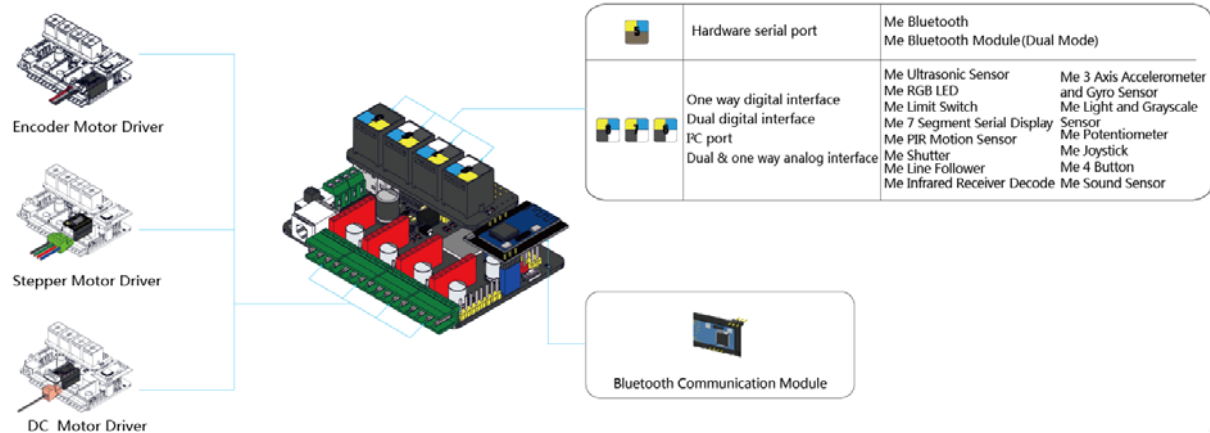 Encoder Motor Driver
Stepper Motor Driver
DC Motor Driver
5
Hardware serial port
Me Bluetooth
Me Bluetooth Module(Dual Mode)
7
One way digital interface
Dual digital interface
I²C port
Dual & one way analog interface
Me Ultrasonic Sensor
Me RGB LED
Me Limit Switch
Me 7 Segment Serial Display
Me PIR Motion Sensor
Me Shutter
Me Line Follower
Me Infrared Receiver Decode
Me 3 Axis Accelerometer
and Gyro Sensor
Me Light and Grayscale
Sensor
Me Potentiometer
Me Joystick
Me 4 Button
Me Sound Sensor
Bluetooth Communication Module